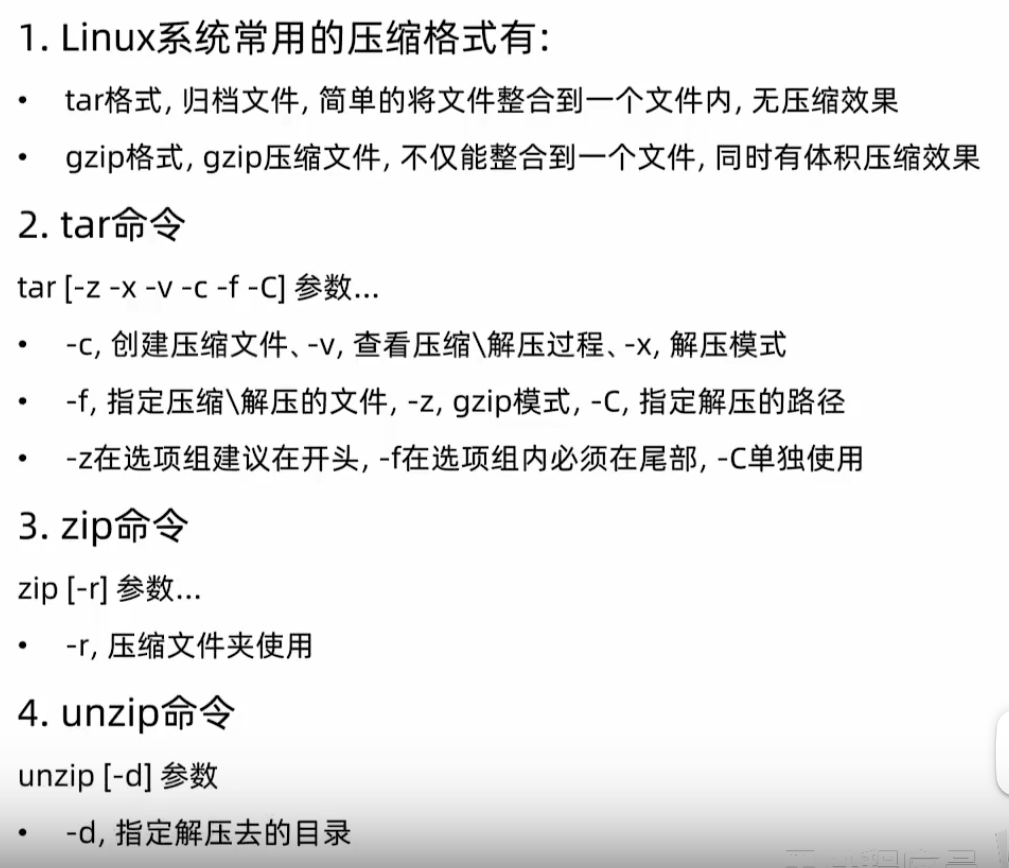 1. Linux系统常用的压缩格式有:
• tar格式, 归档文件, 简单的将文件整合到一个文件内, 无压缩效果
• gzip格式, gzip压缩文件, 不仅能整合到一个文件, 同时有体积压缩效果
2. tar命令
tar [-z -x -v -c -f -C] 参数...
• -c, 创建压缩文件、-v, 查看压缩\解压过程、-x, 解压模式
• -f, 指定压缩\解压的文件, -z, gzip模式, -C, 指定解压的路径
• -z在选项组建议在开头, -f在选项组内必须在尾部, -C单独使用
3. zip命令
zip [-r] 参数...
• -r, 压缩文件夹使用
4. unzip命令
unzip [-d] 参数
• -d, 指定解压去的目录